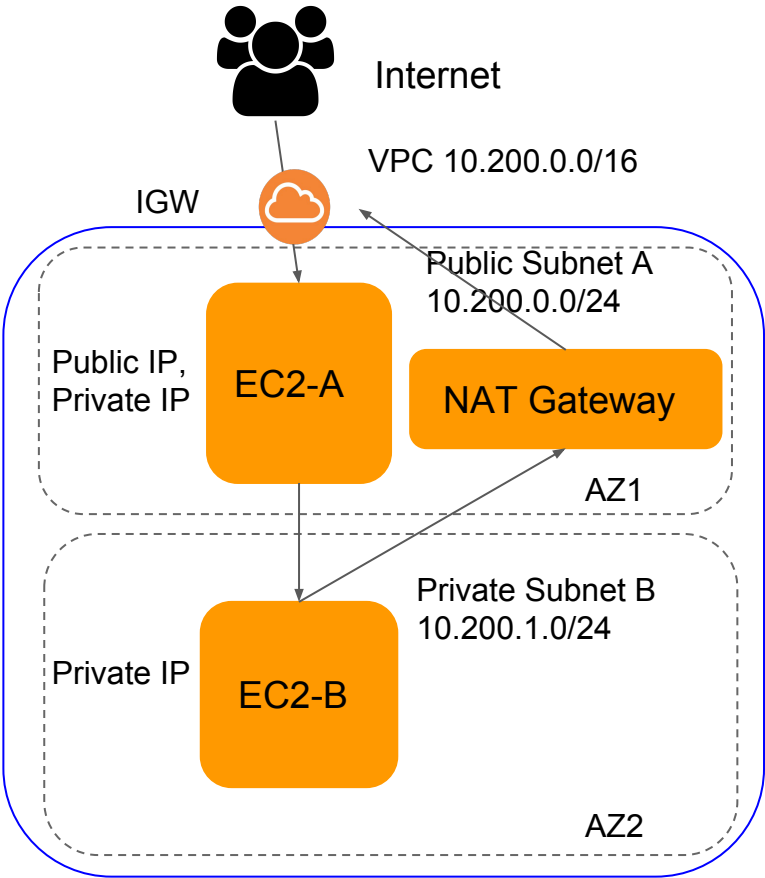 Internet
VPC 10.200.0.0/16
IGW
Public Subnet A
10.200.0.0/24
Public IP,
Private IP
EC2-A
NAT Gateway
AZ1
Private Subnet B
10.200.1.0/24
Private IP
EC2-B
AZ2